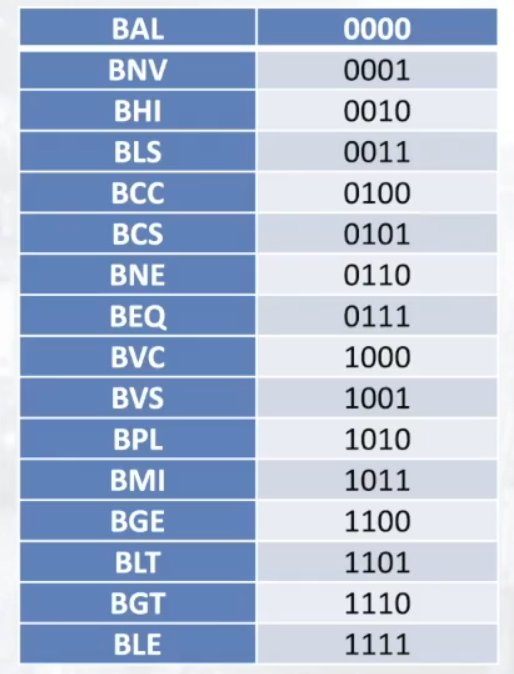 BAL 0000
BNV 0001
BHI 0010
BLS 0011
BCC 0100
BCS 0101
BNE 0110
BEQ 0111
BVC 1000
BVS 1001
BPL 1010
BMI 1011
BGE 1100
BLT 1101
BGT 1110
BLE 1111